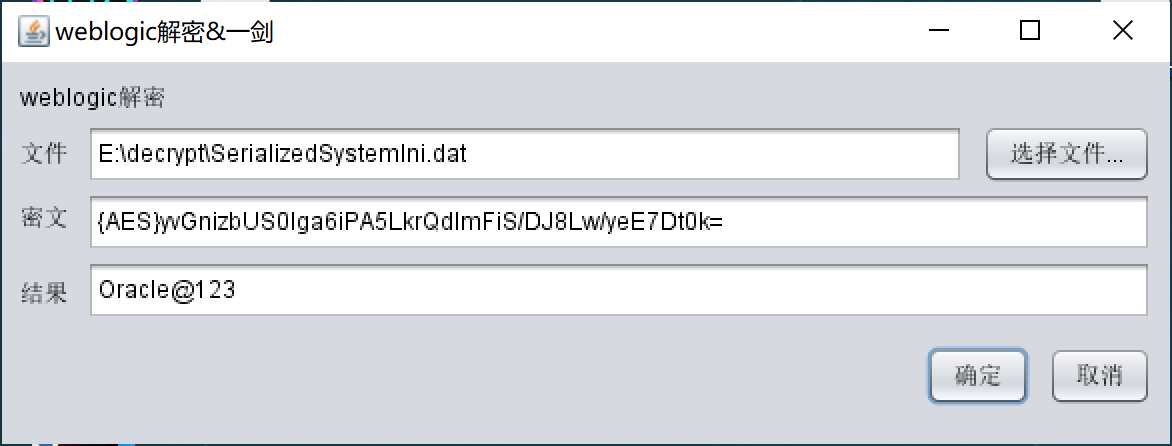 weblogic解密&一剑
weblogic解密
文件 E:\decrypt\SerializedSystemIni.dat 选择文件...
密文 {AES}yvGnizbUS0lga6iPA5LkrQdImFiS/DJ8Lw/yeE7Dt0k=
结果 Oracle@123
确定 取消